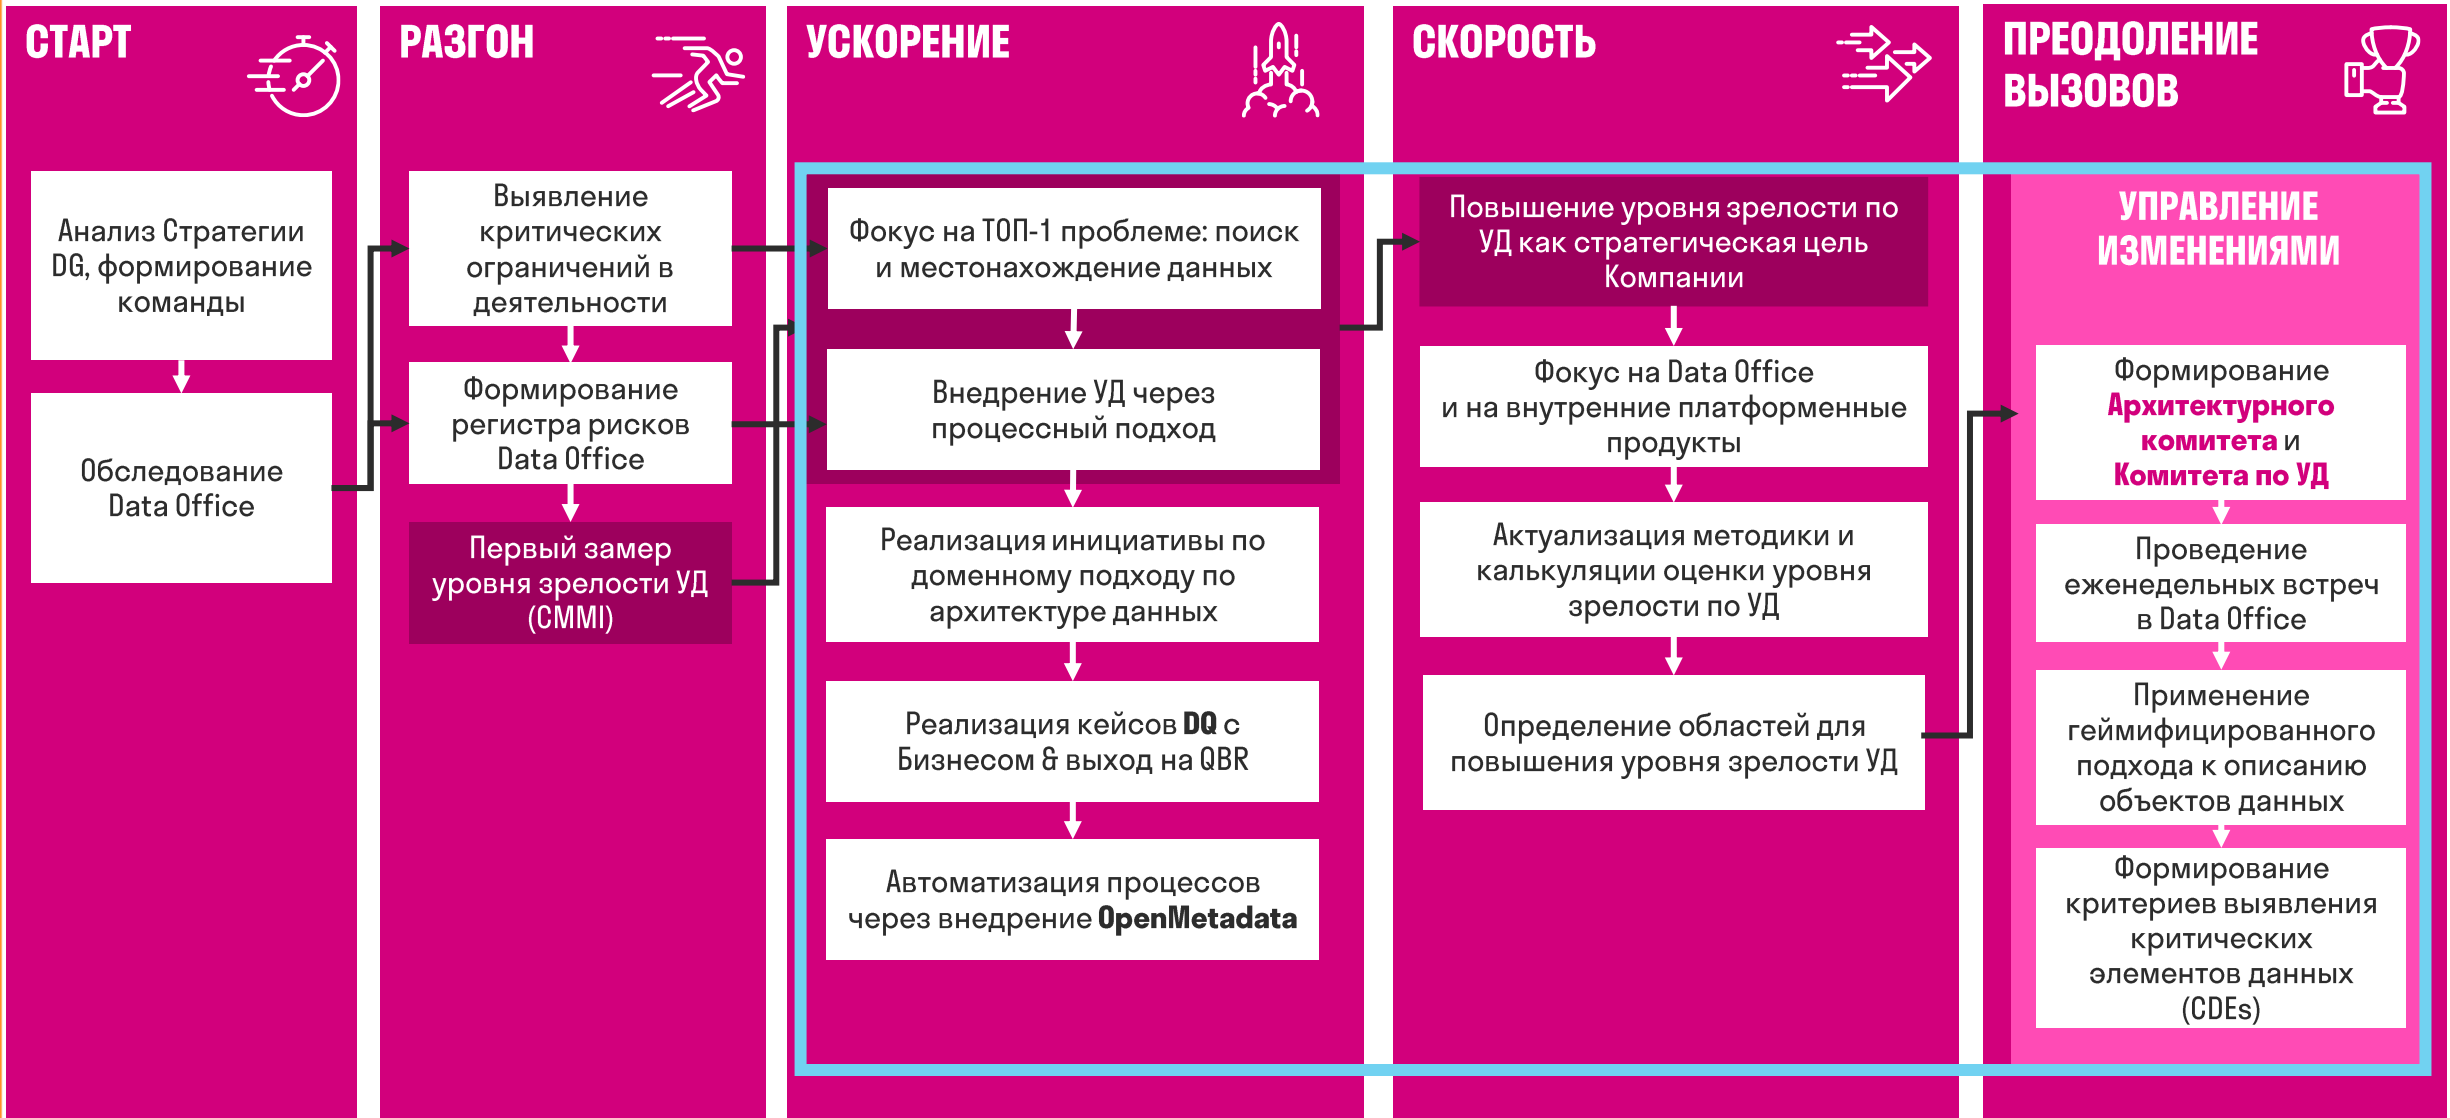 СТАРТ
Анализ Стратегии
DG, формирование
команды
Обследование
Data Office
РАЗГОН
Выявление
критических
ограничений в
деятельности
Формирование
регистра рисков
Data Office
Первый замер
уровня зрелости УД
(CMMI)
УСКОРЕНИЕ
Фокус на ТОП-1 проблеме: поиск
и местонахождение данных
Внедрение УД через
процессный подход
Реализация инициативы по
доменному подходу по
архитектуре данных
Реализация кейсов DQ с
Бизнесом & выход на QBR
Автоматизация процессов
через внедрение OpenMetadata
СКОРОСТЬ
Повышение уровня зрелости по
УД как стратегическая цель
Компании
Фокус на Data Office
и на внутренние платформенные
продукты
Актуализация методики и
калькуляции оценки уровня
зрелости по УД
Определение областей для
повышения уровня зрелости УД
ПРЕОДОЛЕНИЕ
ВЫЗОВОВ
УПРАВЛЕНИЕ
ИЗМЕНЕНИЯМИ
Формирование
Архитектурного
комитета и
Комитета по УД
Проведение
еженедельных встреч
в Data Office
Применение
геймифицированного
подхода к описанию
объектов данных
Формирование
критериев выявления
критических
элементов данных
(CDEs)